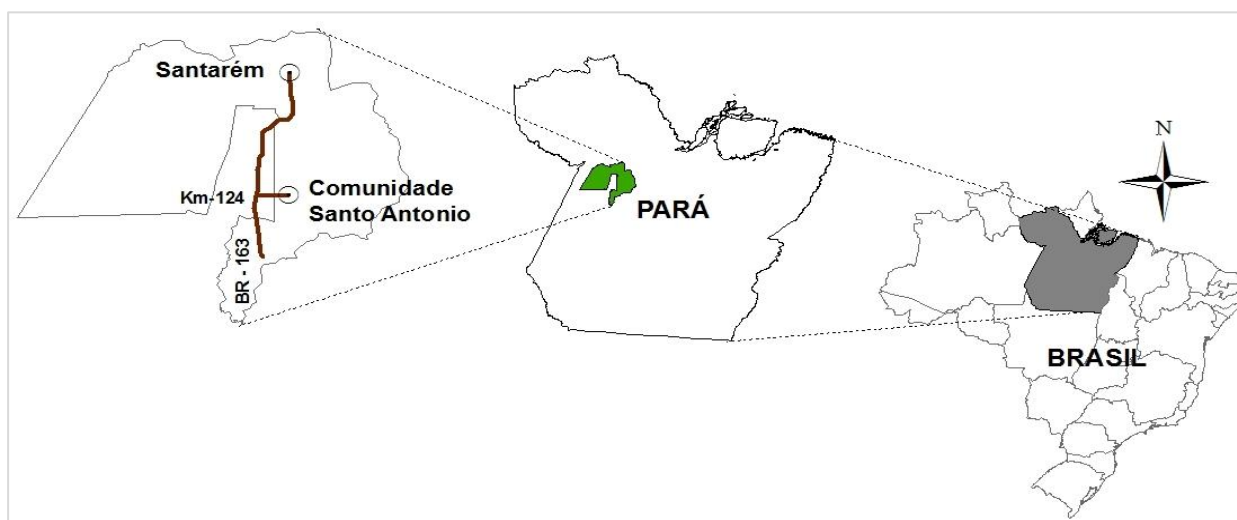 Santarém
Comunidade
Santo Antonio
Km-124
BR - 163
PARÁ
N
BRASIL